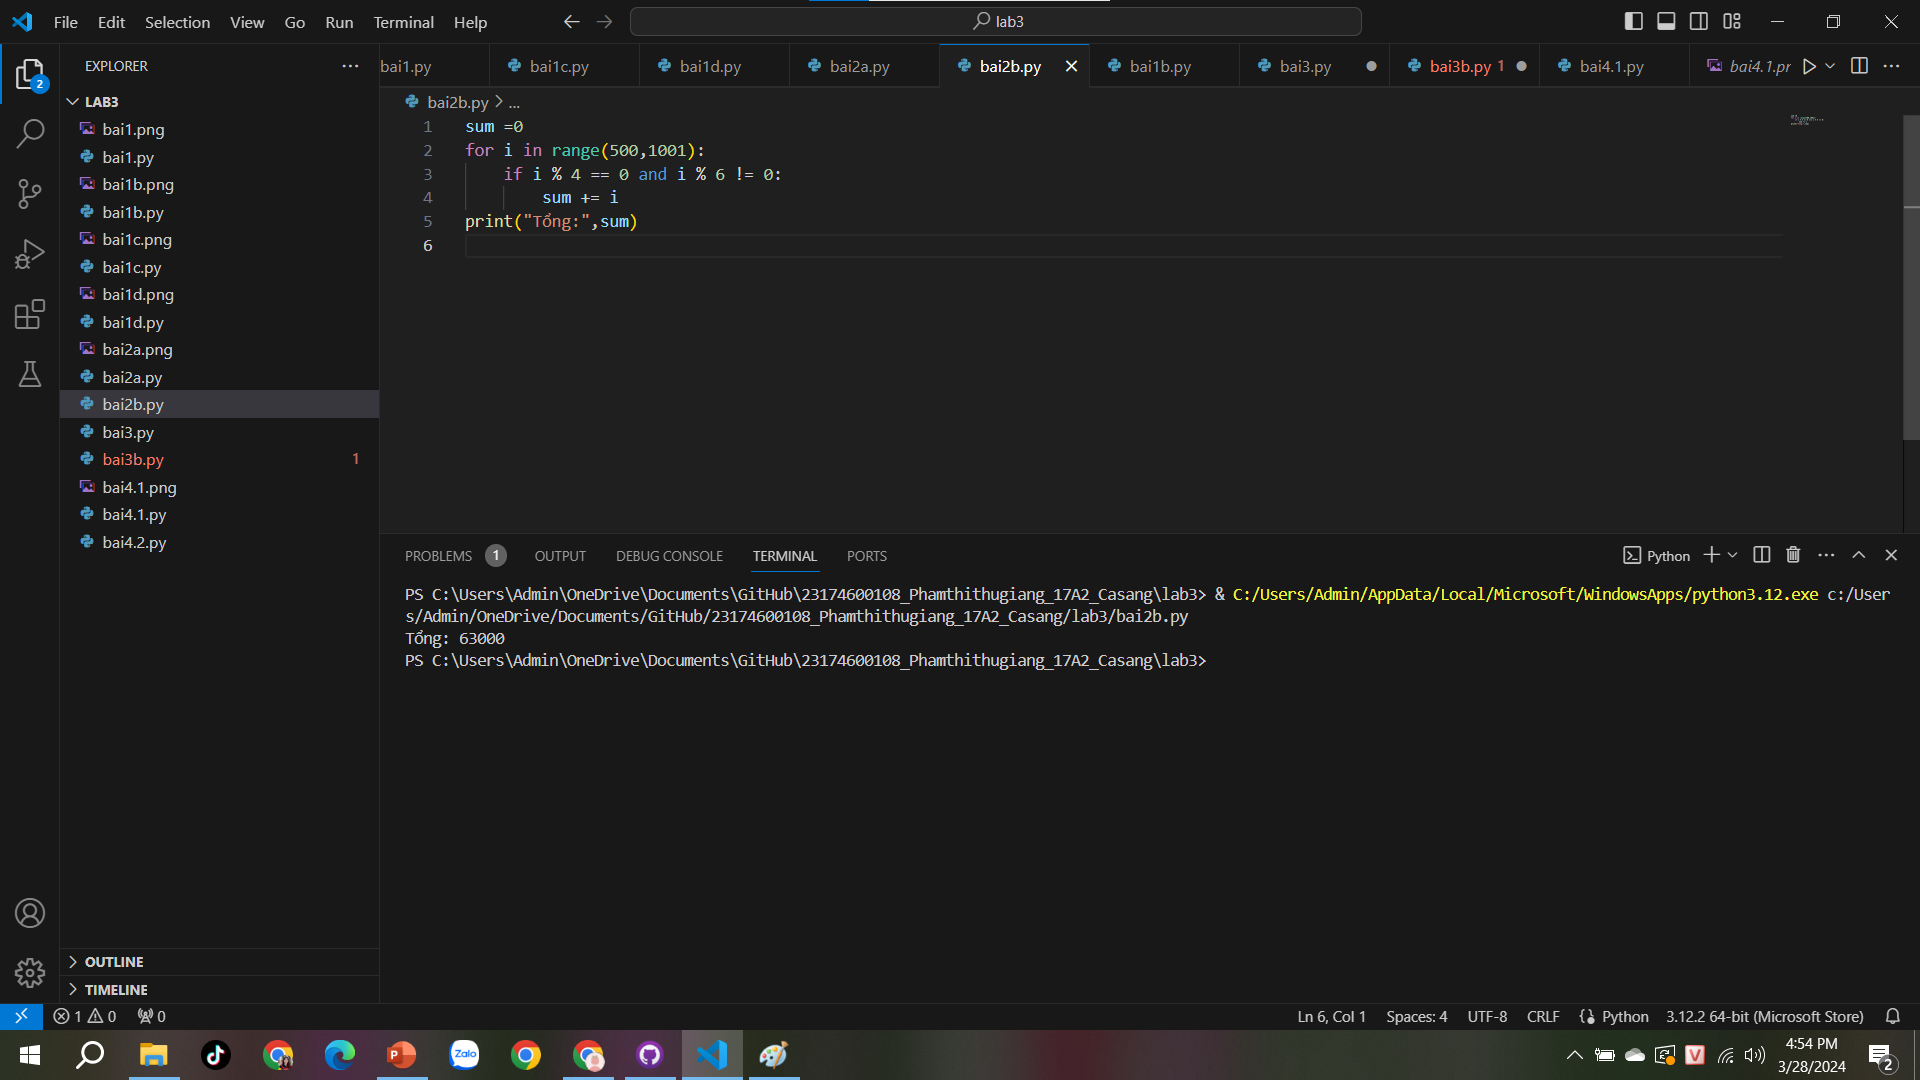 File Edit Selection View Go Run Terminal Help
lab3
2
EXPLORER
LAB3
bai1.png
bai1.py
bai1b.png
bai1b.py
bai1c.png
bai1c.py
bai1d.png
bai1d.py
bai2a.png
bai2a.py
bai2b.py
bai3.py
bai3b.py 1
bai4.1.png
bai4.1.py
bai4.2.py
OUTLINE
TIMELINE
bai1.py bai1c.py bai1d.py bai2a.py bai2b.py bai1b.py bai3.py bai3b.py 1 bai4.1.py bai4.1.pr
bai2b.py > ...
1 sum =0
2 for i in range(500,1001):
3 if i % 4 == 0 and i % 6 != 0:
4 sum += i
5 print("Tổng:",sum)
6
PROBLEMS 1 OUTPUT DEBUG CONSOLE TERMINAL PORTS
Python
PS C:\Users\Admin\OneDrive\Documents\GitHub\23174600108_Phamthithugiang_17A2_Casang\lab3> & C:/Users/Admin/AppData/Local/Microsoft/WindowsApps/python3.12.exe c:/User
s/Admin/OneDrive/Documents/GitHub/23174600108_Phamthithugiang_17A2_Casang/lab3/bai2b.py
Tổng: 63000
PS C:\Users\Admin\OneDrive\Documents\GitHub\23174600108_Phamthithugiang_17A2_Casang\lab3>
1 0 0
Ln 6, Col 1 Spaces: 4 UTF-8 CRLF Python 3.12.2 64-bit (Microsoft Store)
Zalo
V
4:54 PM
3/28/2024
2